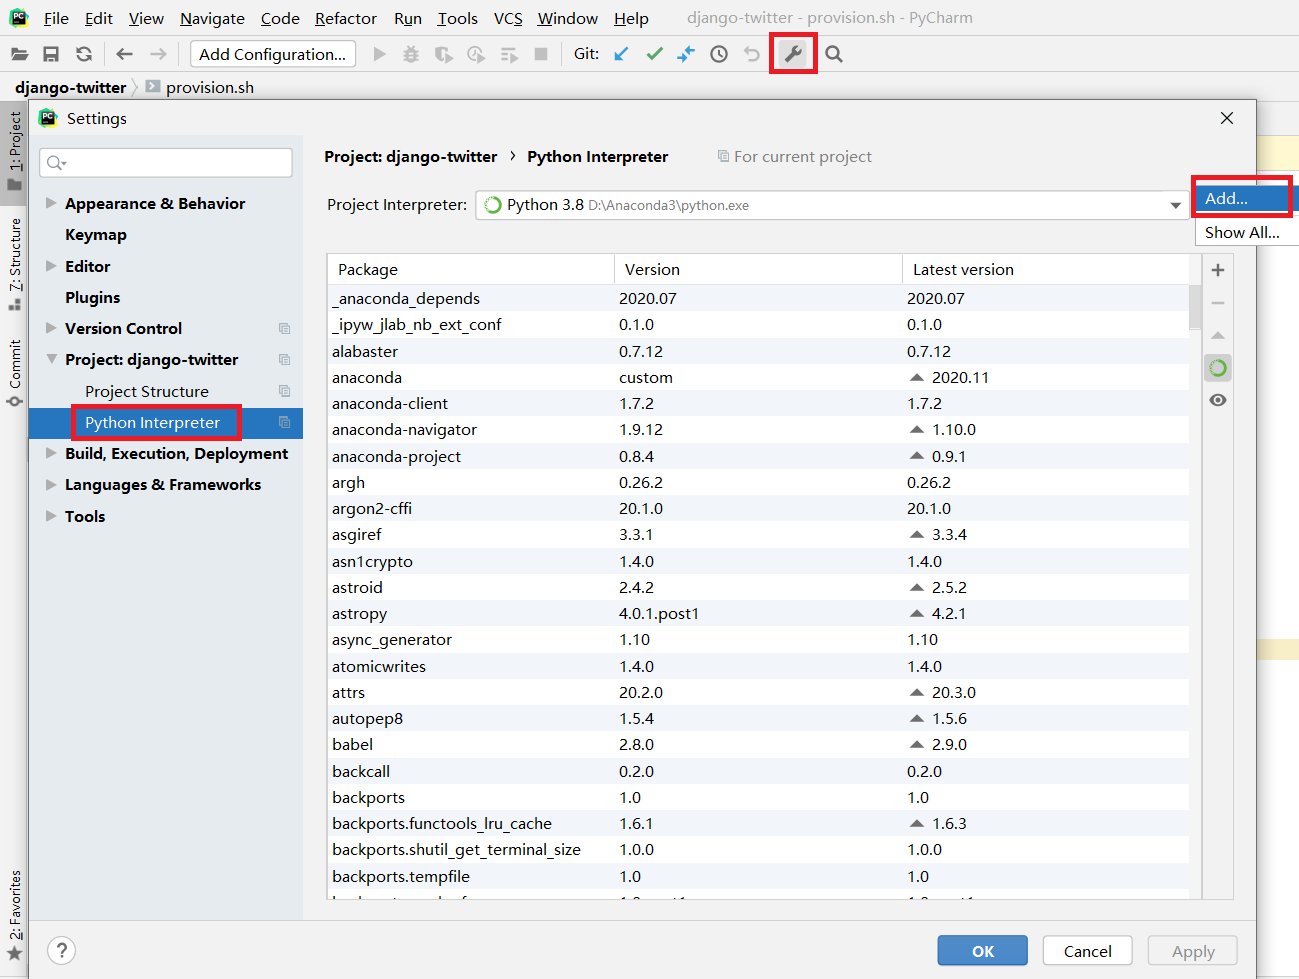 File Edit View Navigate Code Refactor Run Tools VCS Window Help django-twitter - provision.sh - PyCharm
Add Configuration... Git:
django-twitter provision.sh
1: Project
Z: Structure
Commit
2: Favorites
Settings
Appearance & Behavior
Keymap
Editor
Plugins
Version Control
Project: django-twitter
Project Structure
Python Interpreter
Build, Execution, Deployment
Languages & Frameworks
Tools
Project: django-twitter › Python Interpreter For current project
Project Interpreter: Python 3.8 D:\Anaconda3\python.exe
Add...
Show All...
Package Version Latest version
_anaconda_depends 2020.07 2020.07
_ipyw_jlab_nb_ext_conf 0.1.0 0.1.0
alabaster 0.7.12 0.7.12
anaconda custom 2020.11
anaconda-client 1.7.2 1.7.2
anaconda-navigator 1.9.12 1.10.0
anaconda-project 0.8.4 0.9.1
argh 0.26.2 0.26.2
argon2-cffi 20.1.0 20.1.0
asgiref 3.3.1 3.3.4
asn1crypto 1.4.0 1.4.0
astroid 2.4.2 2.5.2
astropy 4.0.1.post1 4.2.1
async_generator 1.10 1.10
atomicwrites 1.4.0 1.4.0
attrs 20.2.0 20.3.0
autopep8 1.5.4 1.5.6
babel 2.8.0 2.9.0
backcall 0.2.0 0.2.0
backports 1.0 1.0
backports.functools_lru_cache 1.6.1 1.6.3
backports.shutil_get_terminal_size 1.0.0 1.0.0
backports.tempfile 1.0 1.0
? OK Cancel Apply